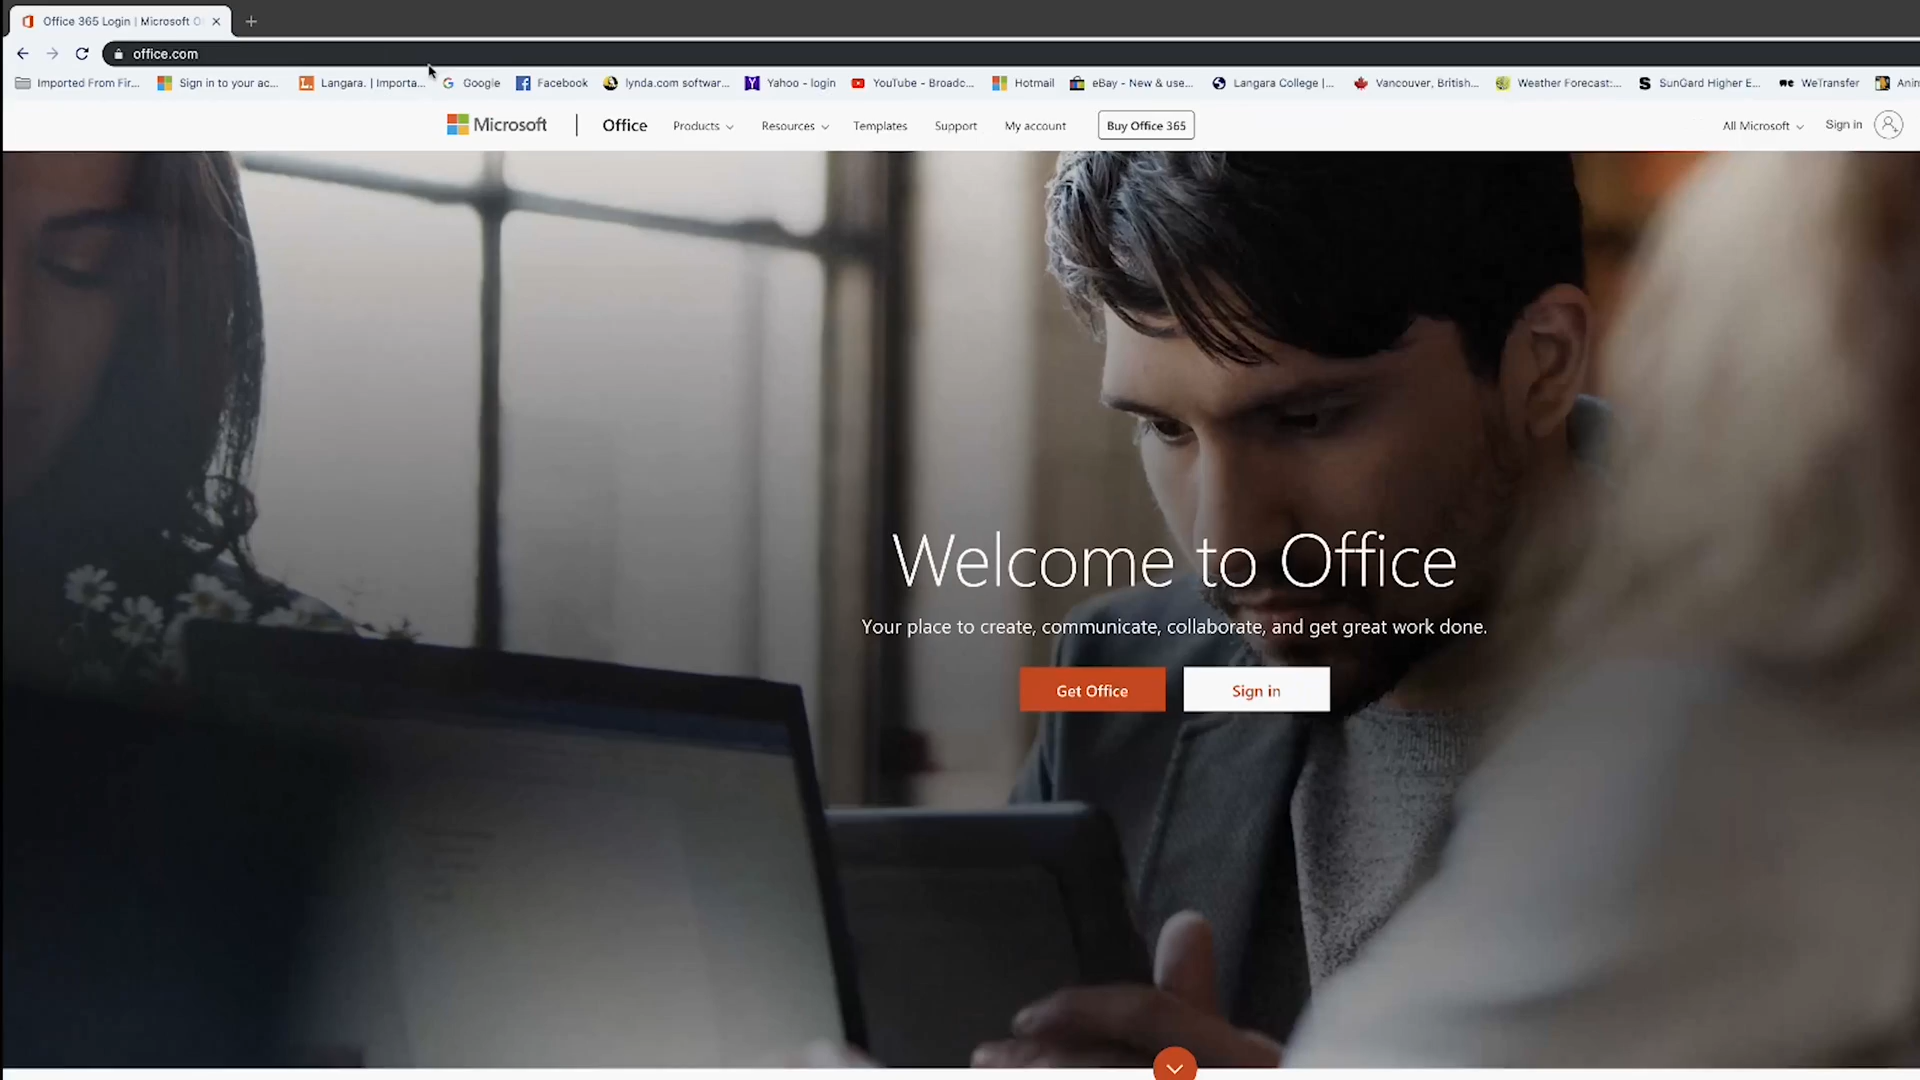 Office 365 Login | Microsoft O
office.com
Imported From Fir... Sign in to your ac... Langara. | Importa... Google Facebook lynda.com softwar... Yahoo - login YouTube - Broadc... Hotmail eBay - New & use... Langara College |... Vancouver, British... Weather Forecast:... SunGard Higher E... WeTransfer Anin
Microsoft Office Products Resources Templates Support My account Buy Office 365 All Microsoft Sign in
Welcome to Office
Your place to create, communicate, collaborate, and get great work done.
Get Office Sign in